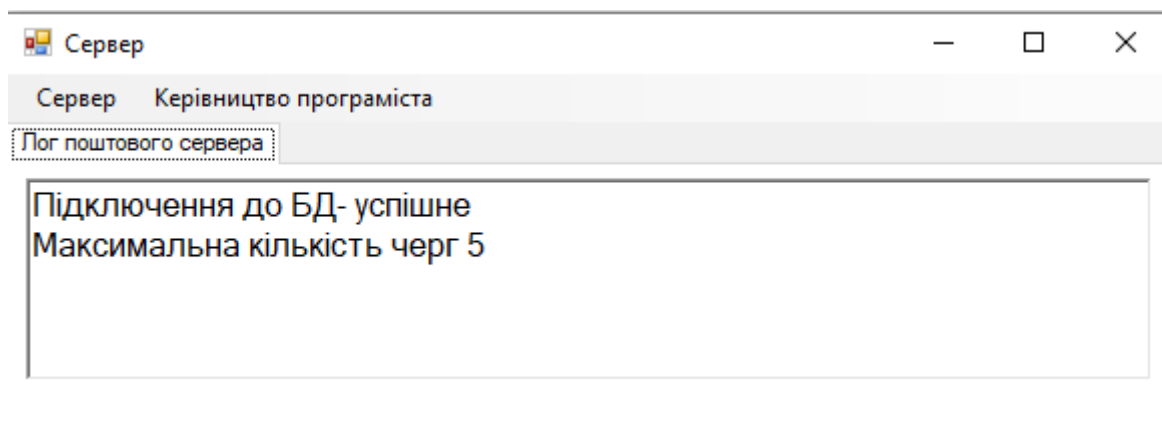 Сервер
Сервер Керівництво програміста
Лог поштового сервера
Підключення до БД- успішне
Максимальна кількість черг 5